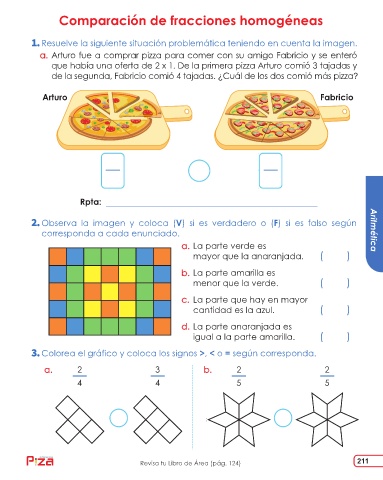 Comparación de fracciones homogéneas
1. Resuelve la siguiente situación problemática teniendo en cuenta la imagen.
a. Arturo fue a comprar pizza para comer con su amigo Fabricio y se enteró
que había una oferta de 2 x 1. De la primera pizza Arturo comió 3 tajadas y
de la segunda, Fabricio comió 4 tajadas. ¿Cuál de los dos comió más pizza?
Arturo
Fabricio
Rpta:
Aritmética
2. Observa la imagen y coloca (V) si es verdadero o (F) si es falso según
corresponda a cada enunciado.
a. La parte verde es
mayor que la anaranjada. ( )
b. La parte amarilla es
menor que la verde. ( )
c. La parte que hay en mayor
cantidad es la azul. ( )
d. La parte anaranjada es
igual a la parte amarilla. ( )
3. Colorea el gráfico y coloca los signos >, < o = según corresponda.
a. 2 3 b. 2 2
4 4 5 5
Piza
Revisa tu Libro de Área (pág. 124)
211